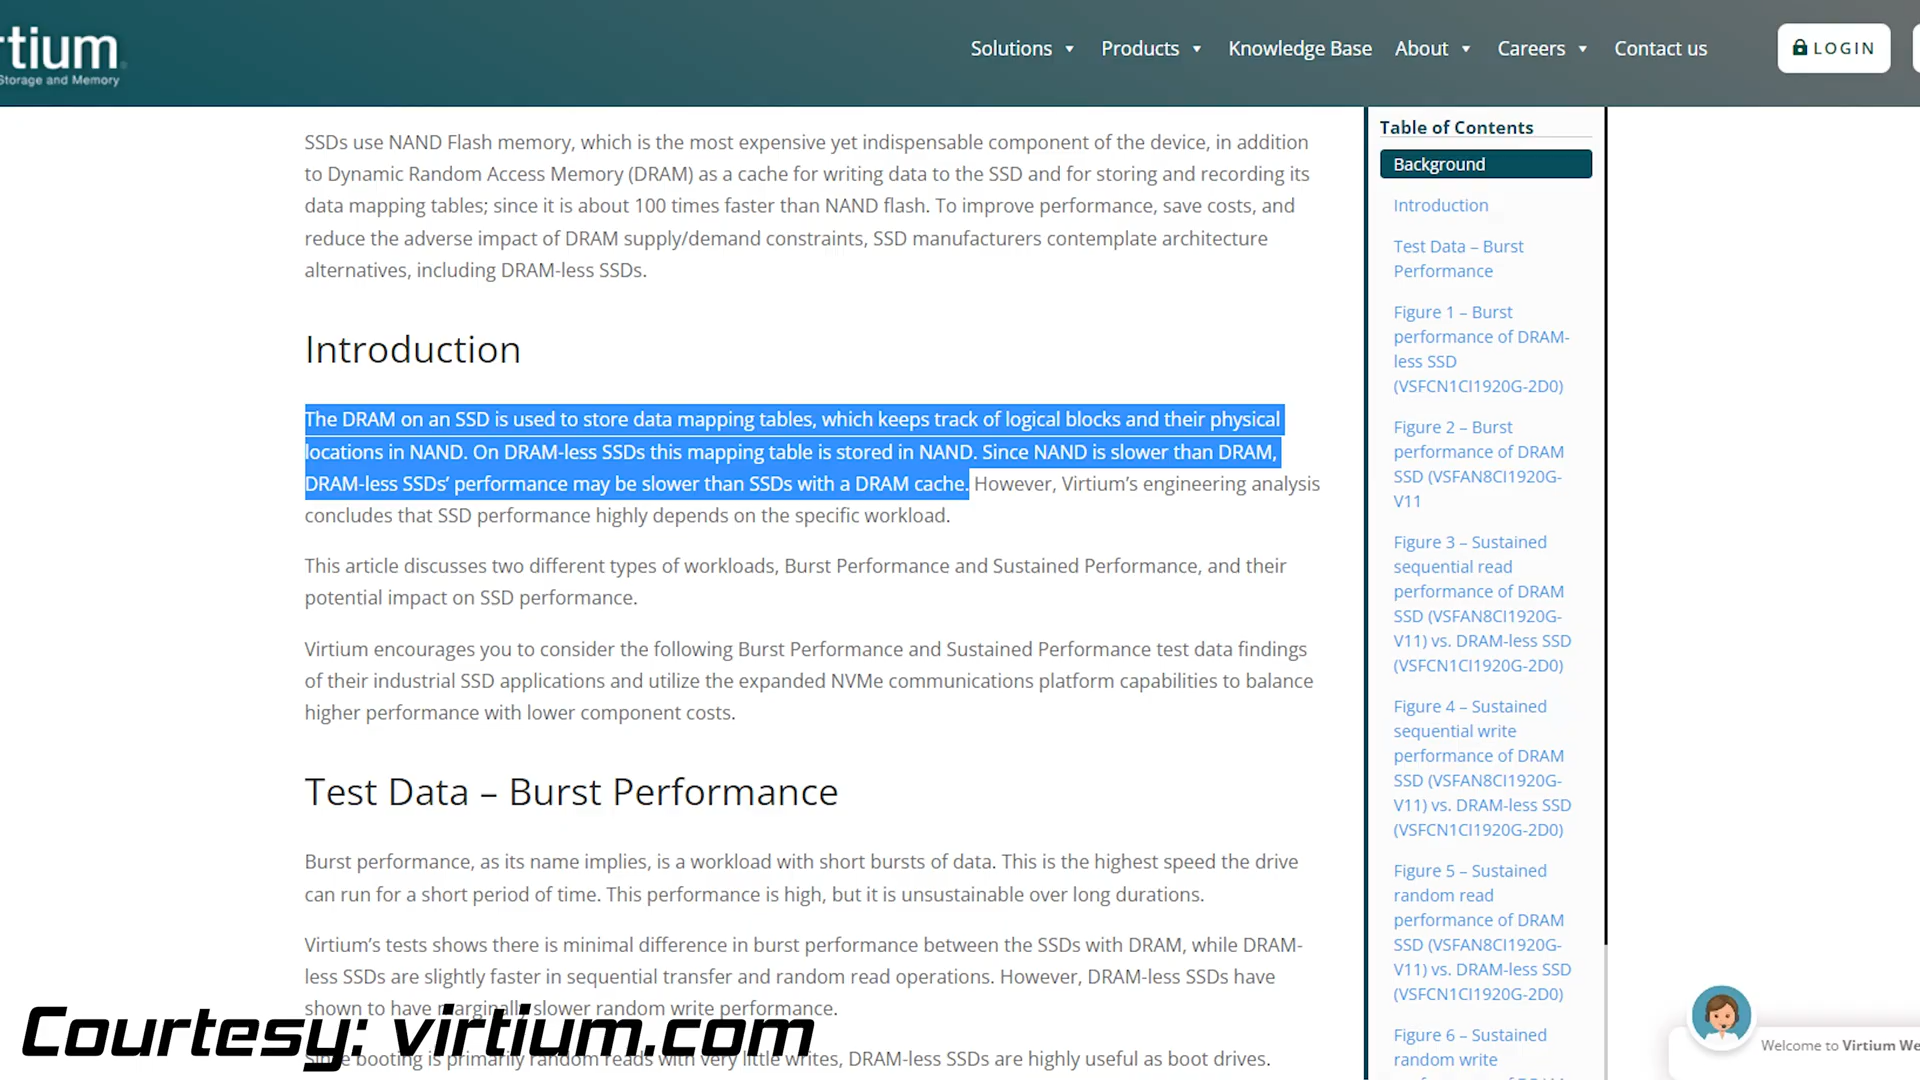 rtium
Storage and Memory
Solutions
Products
Knowledge Base
About
Careers
Contact us
LOGIN
SSDs use NAND Flash memory, which is the most expensive yet indispensable component of the device, in addition
to Dynamic Random Access Memory (DRAM) as a cache for writing data to the SSD and for storing and recording its
data mapping tables; since it is about 100 times faster than NAND flash. To improve performance, save costs, and
reduce the adverse impact of DRAM supply/demand constraints, SSD manufacturers contemplate architecture
alternatives, including DRAM-less SSDs.
Introduction
The DRAM on an SSD is used to store data mapping tables, which keeps track of logical blocks and their physical
locations in NAND. On DRAM-less SSDs this mapping table is stored in NAND. Since NAND is slower than DRAM,
DRAM-less SSDs’ performance may be slower than SSDs with a DRAM cache. However, Virtium’s engineering analysis
concludes that SSD performance highly depends on the specific workload.
This article discusses two different types of workloads, Burst Performance and Sustained Performance, and their
potential impact on SSD performance.
Virtium encourages you to consider the following Burst Performance and Sustained Performance test data findings
of their industrial SSD applications and utilize the expanded NVMe communications platform capabilities to balance
higher performance with lower component costs.
Test Data – Burst Performance
Burst performance, as its name implies, is a workload with short bursts of data. This is the highest speed the drive
can run for a short period of time. This performance is high, but it is unsustainable over long durations.
Virtium’s tests shows there is minimal difference in burst performance between the SSDs with DRAM, while DRAM-
less SSDs are slightly faster in sequential transfer and random read operations. However, DRAM-less SSDs have
shown to have marginally slower random write performance.
Since booting is primarily random reads with very little writes, DRAM-less SSDs are highly useful as boot drives.
Courtesy: virtium.com
Table of Contents
Background
Introduction
Test Data – Burst
Performance
Figure 1 – Burst
performance of DRAM-
less SSD
(VSFCN1CI1920G-2D0)
Figure 2 – Burst
performance of DRAM
SSD (VSFAN8CI1920G-
V11
Figure 3 – Sustained
sequential read
performance of DRAM
SSD (VSFAN8CI1920G-
V11) vs. DRAM-less SSD
(VSFCN1CI1920G-2D0)
Figure 4 – Sustained
sequential write
performance of DRAM
SSD (VSFAN8CI1920G-
V11) vs. DRAM-less SSD
(VSFCN1CI1920G-2D0)
Figure 5 – Sustained
random read
performance of DRAM
SSD (VSFAN8CI1920G-
V11) vs. DRAM-less SSD
(VSFCN1CI1920G-2D0)
Figure 6 – Sustained
random write
Welcome to Virtium We